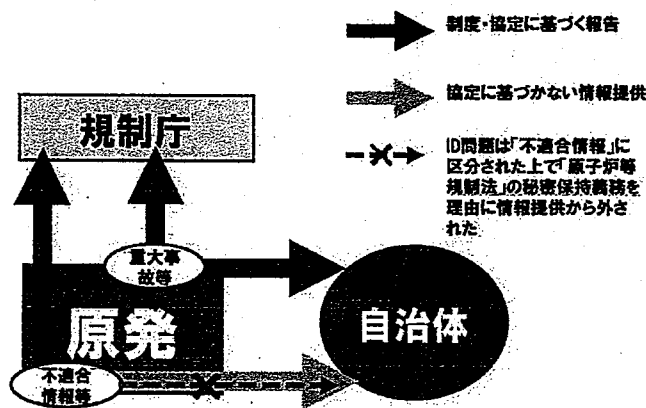 制度・協定に基づく報告
協定に基づかない情報提供
ID問題は「不適合情報」に
区分された上で「原子炉等
規制法」の秘密保持義務を
理由に情報提供から外さ
れた
規制庁
重大事
故等
原発
自治体
不適合
情報等